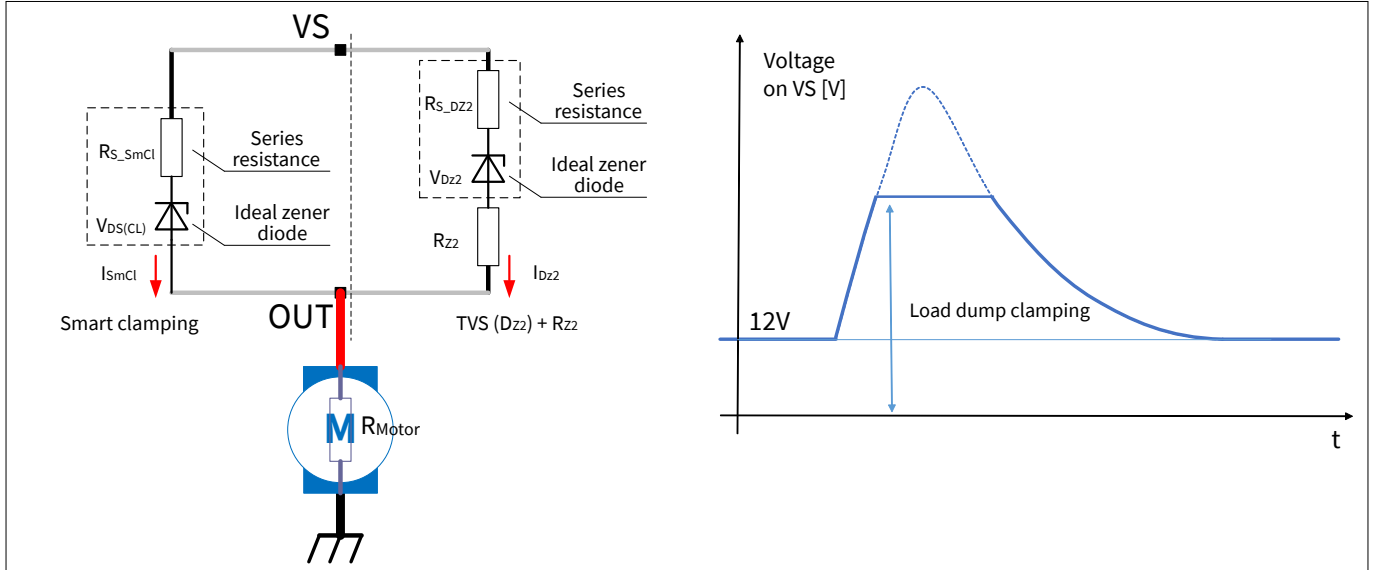 VS
RS_SmCl
Series
resistance
VDS(CL)
Ideal zener
diode
ISmCl
Smart clamping
RS_DZ2
Series
resistance
VDz2
Ideal zener
diode
RZ2
IDz2
OUT
TVS (DZ2) + RZ2
M
RMotor
Voltage
on VS [V]
12V
Load dump clamping
t